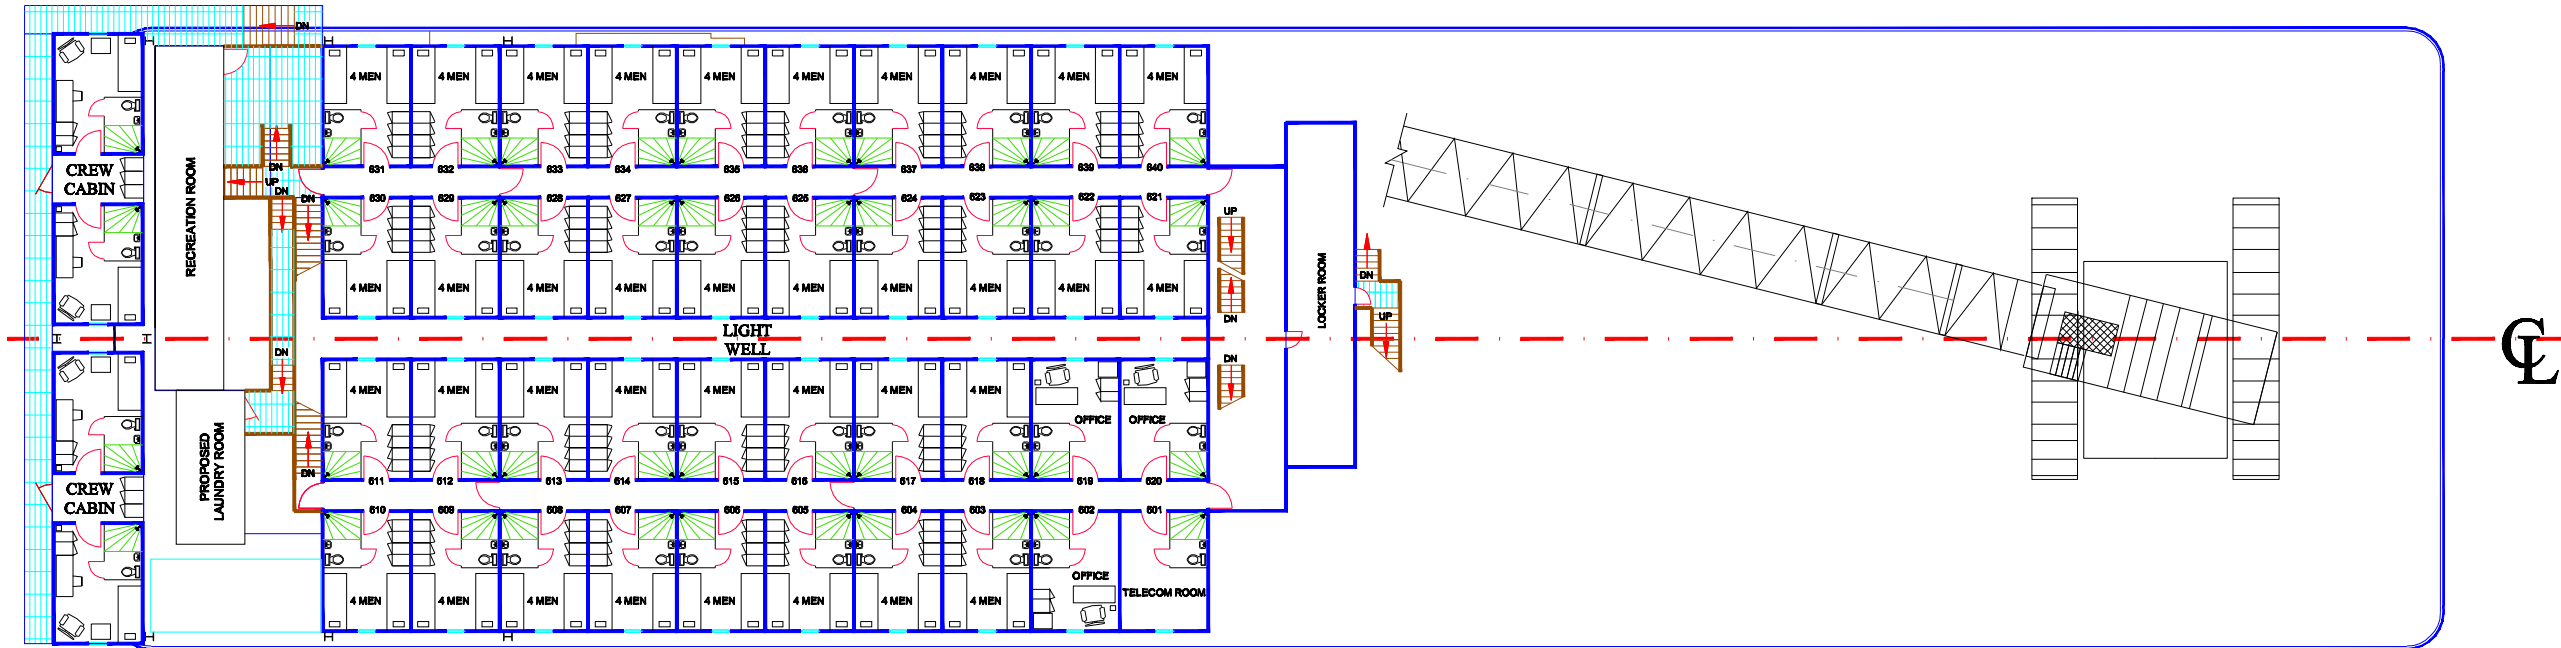 DN
4 MEN 4 MEN 4 MEN 4 MEN 4 MEN 4 MEN 4 MEN 4 MEN 4 MEN 4 MEN
CREW
CABIN
RECREATION ROOM
DN
UP
DN
DN
631 632 633 634 635 636 637 638 639 640
630 629 628 627 626 625 624 623 622 621
UP
DN
4 MEN 4 MEN 4 MEN 4 MEN 4 MEN 4 MEN 4 MEN 4 MEN 4 MEN 4 MEN
LOCKER ROOM
DN
UP
LIGHT
WELL
CL
DN
DN
4 MEN 4 MEN 4 MEN 4 MEN 4 MEN 4 MEN 4 MEN 4 MEN
OFFICE OFFICE
PROPOSED
LAUNDRY ROOM
DN
CREW
CABIN
611 612 613 614 615 616 617 618 619 620
610 609 608 607 606 605 604 603 602 601
OFFICE
TELECOM ROOM
4 MEN 4 MEN 4 MEN 4 MEN 4 MEN 4 MEN 4 MEN 4 MEN